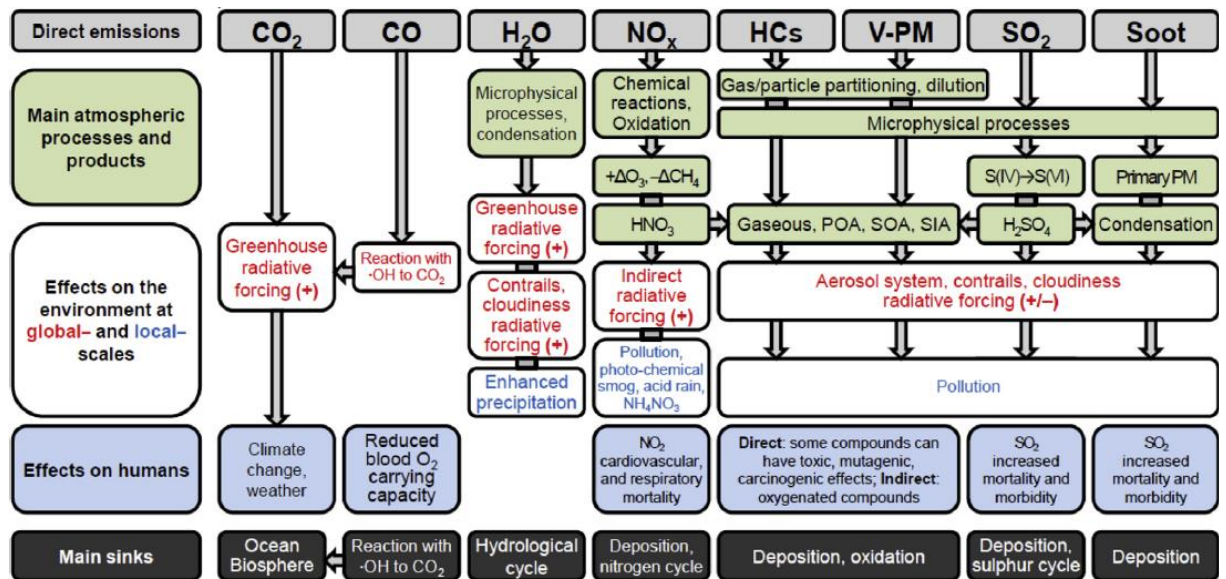 Direct emissions
CO₂
CO
H₂O
NOₓ
HCs
V-PM
SO₂
Soot
Main atmospheric
processes and
products
Microphysical
processes,
condensation
Chemical
reactions,
Oxidation
Gas/particle partitioning, dilution
Microphysical processes
+ΔO₃,–ΔCH₄
S(IV)→S(VI)
Primary PM
HNO₃
Gaseous, POA, SOA, SIA
H₂SO₄
Condensation
Effects on the
environment at
global– and local–
scales
Greenhouse
radiative
forcing (+)
Reaction with
·OH to CO₂
Greenhouse
radiative
forcing (+)
Contrails,
cloudiness
radiative
forcing (+)
Enhanced
precipitation
Indirect
radiative
forcing (+)
Pollution,
photo-chemical
smog, acid rain,
NH₄NO₃
Aerosol system, contrails, cloudiness
radiative forcing (+/–)
Pollution
Effects on humans
Climate
change,
weather
Reduced
blood O₂
carrying
capacity
NO₂
cardiovascular,
and respiratory
mortality
Direct: some compounds can
have toxic, mutagenic,
carcinogenic effects; Indirect:
oxygenated compounds
SO₂
increased
mortality and
morbidity
SO₂
increased
mortality and
morbidity
Main sinks
Ocean
Biosphere
Reaction with
·OH to CO₂
Hydrological
cycle
Deposition,
nitrogen cycle
Deposition, oxidation
Deposition,
sulphur cycle
Deposition